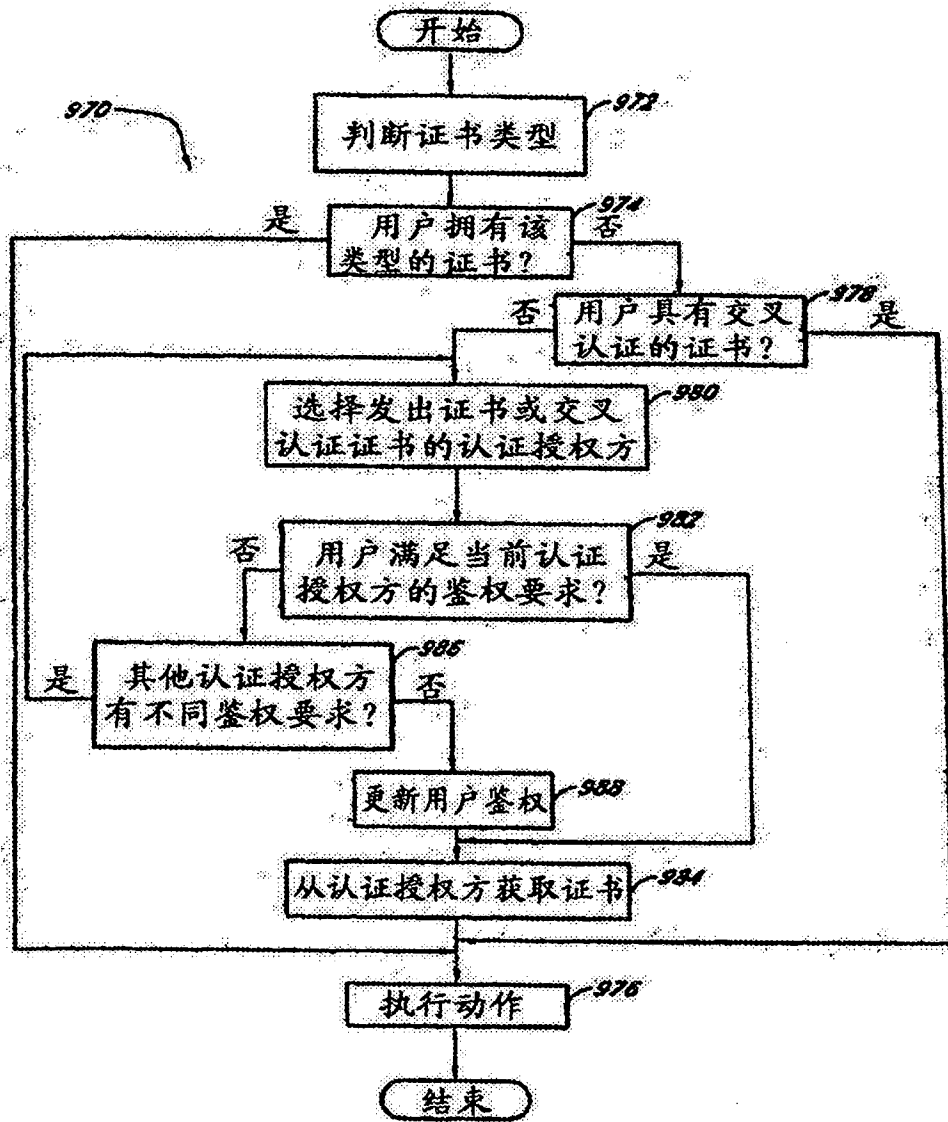 开始
970
972
判断证书类型
974
是
用户拥有该
类型的证书？
否
978
否
用户具有交叉
认证的证书？
是
980
选择发出证书或交叉
认证证书的认证授权方
982
否
用户满足当前认证
授权方的鉴权要求？
是
986
是
其他认证授权方
有不同鉴权要求？
否
更新用户鉴权
988
从认证授权方获取证书
984
执行动作
976
结束